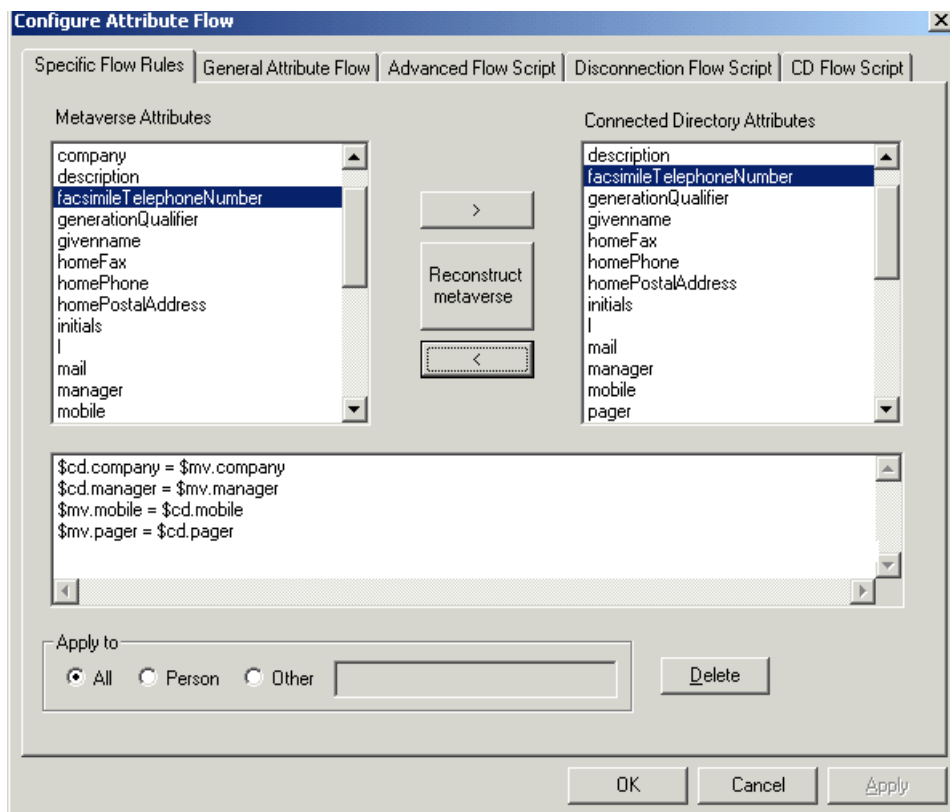 Configure Attribute Flow
Specific Flow Rules
General Attribute Flow
Advanced Flow Script
Disconnection Flow Script
CD Flow Script
Metaverse Attributes
company
description
facsimileTelephoneNumber
generationQualifier
givenname
homeFax
homePhone
homePostalAddress
initials
l
mail
manager
mobile
>
Reconstruct
metaverse
<
Connected Directory Attributes
description
facsimileTelephoneNumber
generationQualifier
givenname
homeFax
homePhone
homePostalAddress
initials
l
mail
manager
mobile
pager
$cd.company = $mv.company
$cd.manager = $mv.manager
$mv.mobile = $cd.mobile
$mv.pager = $cd.pager
Apply to
All
Person
Other
Delete
OK
Cancel
Apply